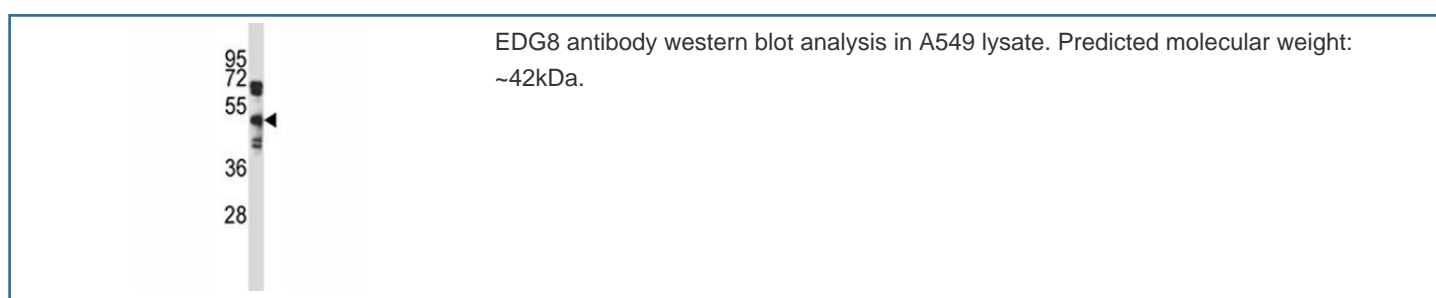 95
72
55
36
28
EDG8 antibody western blot analysis in A549 lysate. Predicted molecular weight:
~42kDa.